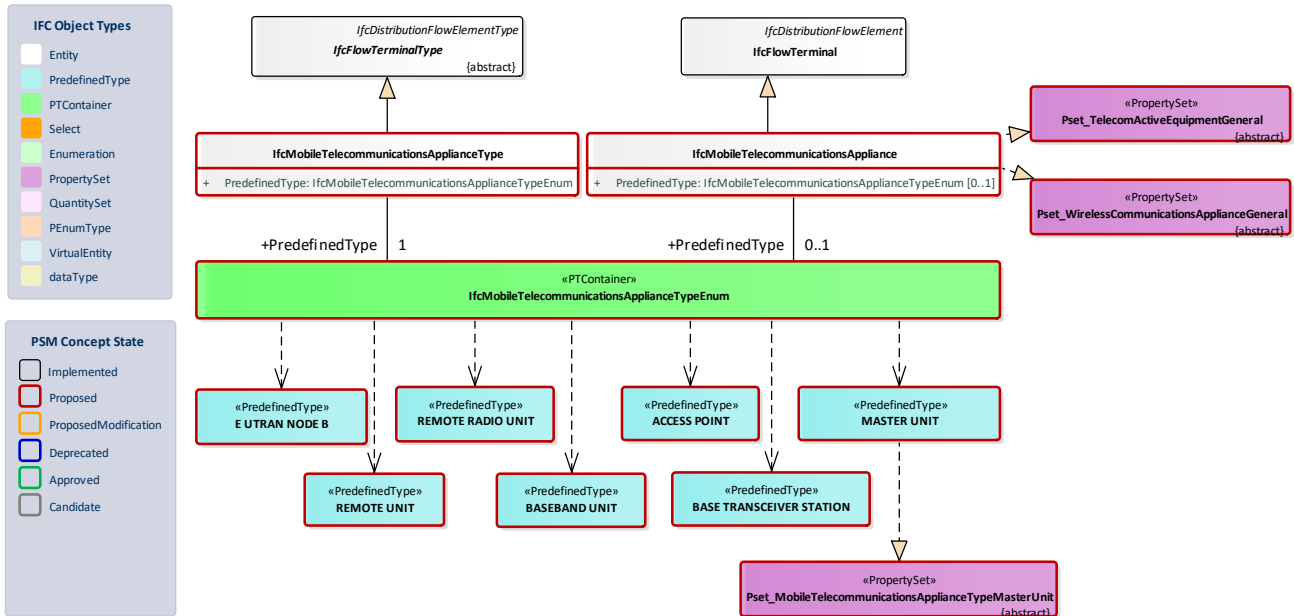 IFC Object Types
Entity
PredefinedType
PTContainer
Select
Enumeration
PropertySet
QuantitySet
PEnumType
VirtualEntity
dataType
PSM Concept State
Implemented
Proposed
ProposedModification
Deprecated
Approved
Candidate
IfcDistributionFlowElementType
IfcFlowTerminalType
{abstract}
IfcDistributionFlowElement
IfcFlowTerminal
IfcMobileTelecommunicationsApplianceType
+ PredefinedType: IfcMobileTelecommunicationsApplianceTypeEnum
IfcMobileTelecommunicationsAppliance
+ PredefinedType: IfcMobileTelecommunicationsApplianceTypeEnum [0..1]
«PropertySet»
Pset_TelecomActiveEquipmentGeneral
{abstract}
«PropertySet»
Pset_WirelessCommunicationsApplianceGeneral
{abstract}
+PredefinedType 1
+PredefinedType 0..1
«PTContainer»
IfcMobileTelecommunicationsApplianceTypeEnum
«PredefinedType»
E UTRAN NODE B
«PredefinedType»
REMOTE RADIO UNIT
«PredefinedType»
ACCESS POINT
«PredefinedType»
MASTER UNIT
«PredefinedType»
REMOTE UNIT
«PredefinedType»
BASEBAND UNIT
«PredefinedType»
BASE TRANSCEIVER STATION
«PropertySet»
Pset_MobileTelecommunicationsApplianceTypeMasterUnit
{abstract}